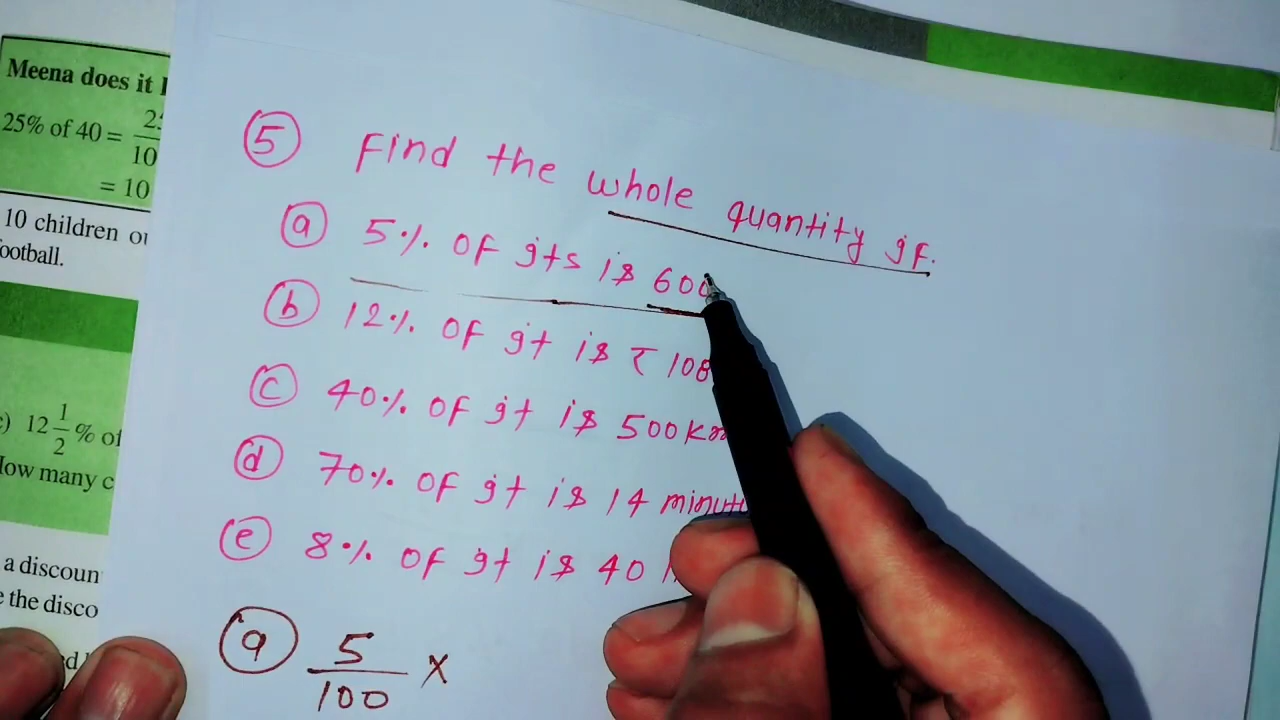 Meena does it
25% of 40 =
10
= 10
10 children
football.
12 1/2 % of
How many
a discoun
the disco
5 Find the whole quantity if.
a 5% of its is 600
b 12% of it is ₹ 108
c 40% of it is 500 km
d 70% of it is 14 minut
e 8% of it is 40
a 5/100 ×